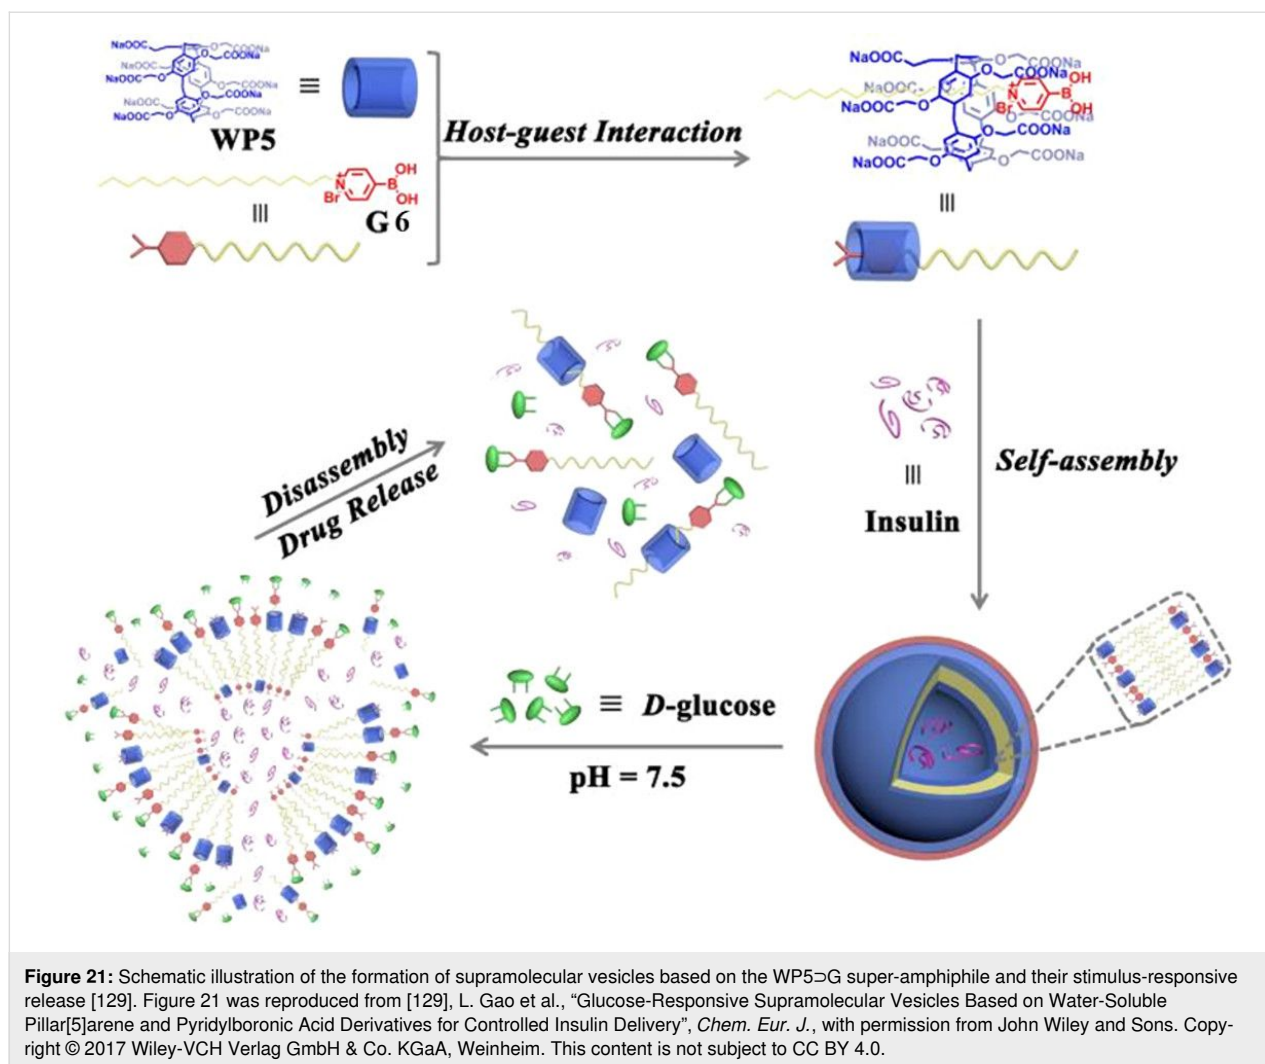 NaOOC
O
COONa
O
COONa
NaOOC
NaOOC
O
COONa
NaOOC
O
COONa
NaOOC
O
COONa
WP5
≡
Host-guest Interaction
N
Br
B
OH
OH
G 6
≡
NaOOC
O
COONa
COONa
NaOOC
NaOOC
O
N
Br
B
OH
OH
COONa
O
COONa
NaOOC
NaOOC
O
O
COONa
≡
Insulin
≡
Self-assembly
Disassembly
Drug Release
≡ D-glucose
pH = 7.5
Figure 21: Schematic illustration of the formation of supramolecular vesicles based on the WP5⊃G super-amphiphile and their stimulus-responsive
release [129]. Figure 21 was reproduced from [129], L. Gao et al., “Glucose-Responsive Supramolecular Vesicles Based on Water-Soluble
Pillar[5]arene and Pyridylboronic Acid Derivatives for Controlled Insulin Delivery”, Chem. Eur. J., with permission from John Wiley and Sons. Copy-
right © 2017 Wiley-VCH Verlag GmbH & Co. KGaA, Weinheim. This content is not subject to CC BY 4.0.